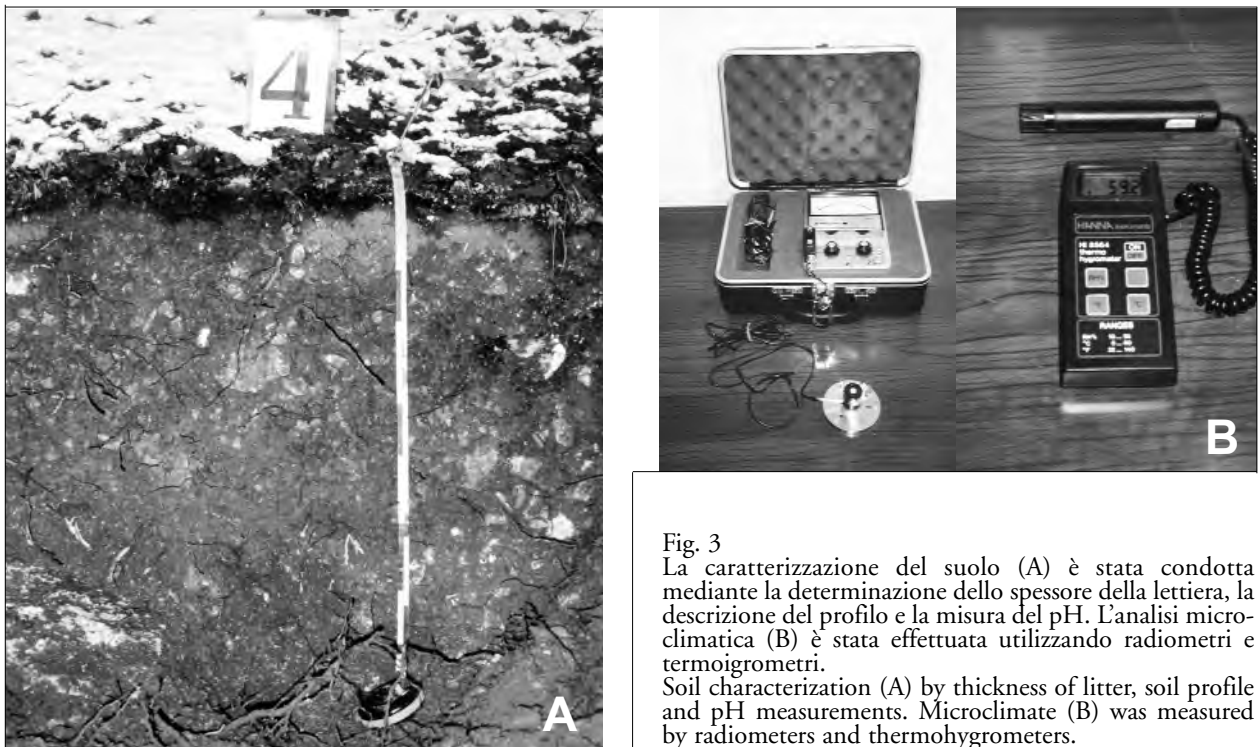 4
A
59.2
HANNA
HI 8564
thermo
hygrometer
ON
OFF
RANGES
B
Fig. 3
La caratterizzazione del suolo (A) è stata condotta
mediante la determinazione dello spessore della lettiera, la
descrizione del profilo e la misura del pH. L'analisi micro-
climatica (B) è stata effettuata utilizzando radiometri e
termoigrometri.
Soil characterization (A) by thickness of litter, soil profile
and pH measurements. Microclimate (B) was measured
by radiometers and thermohygrometers.